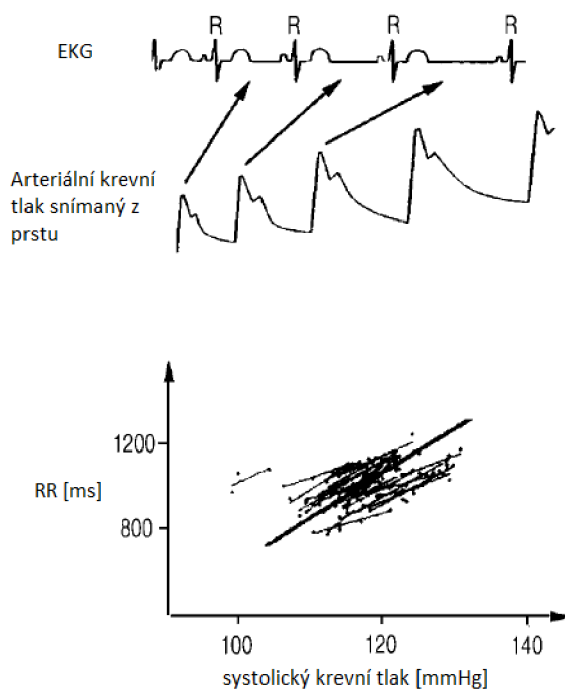 R R R R
EKG
Arteriální krevní
tlak snímaný z
prstu
1200
RR [ms]
800
100 120 140
systolický krevní tlak [mmHg]